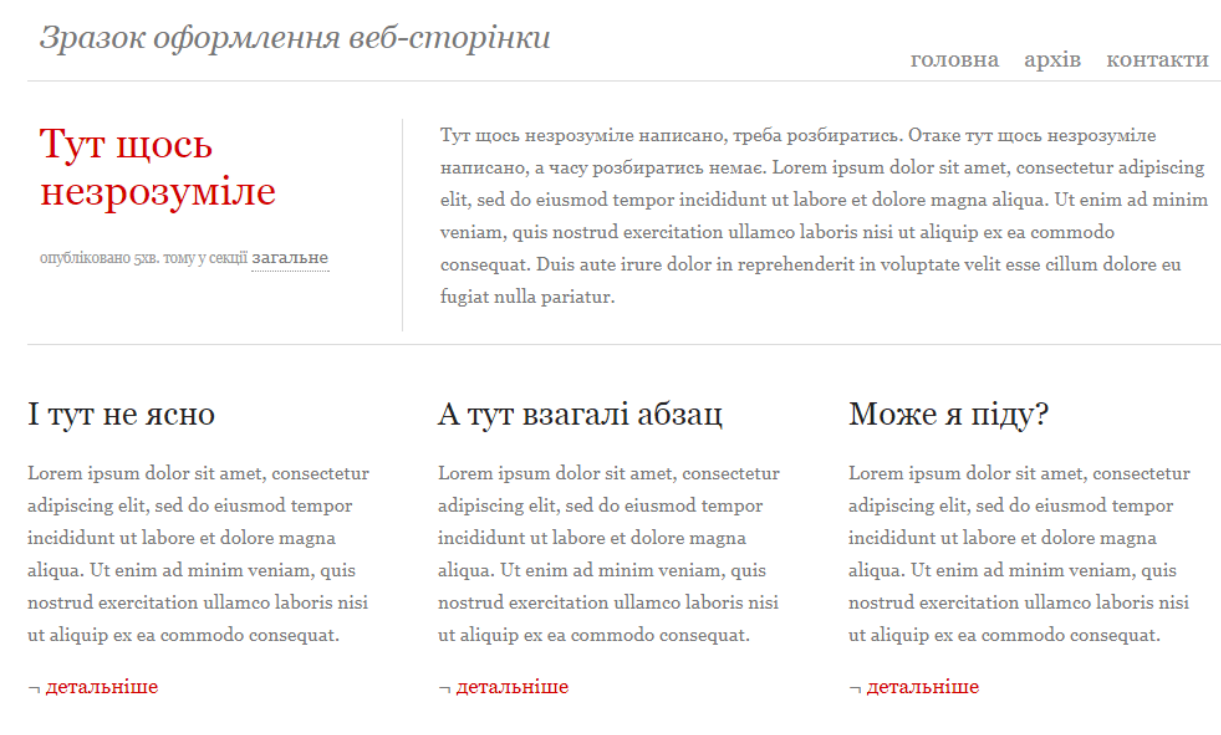 Зразок оформлення веб-сторінки
головна архів контакти
Тут щось
незрозуміле
опубліковано 5хв. тому у секції загальне
Тут щось незрозуміле написано, треба розбиратись. Отаке тут щось незрозуміле
написано, а часу розбиратись немає. Lorem ipsum dolor sit amet, consectetur adipiscing
elit, sed do eiusmod tempor incididunt ut labore et dolore magna aliqua. Ut enim ad minim
veniam, quis nostrud exercitation ullamco laboris nisi ut aliquip ex ea commodo
consequat. Duis aute irure dolor in reprehenderit in voluptate velit esse cillum dolore eu
fugiat nulla pariatur.
І тут не ясно
Lorem ipsum dolor sit amet, consectetur
adipiscing elit, sed do eiusmod tempor
incididunt ut labore et dolore magna
aliqua. Ut enim ad minim veniam, quis
nostrud exercitation ullamco laboris nisi
ut aliquip ex ea commodo consequat.
¬ детальніше
А тут взагалі абзац
Lorem ipsum dolor sit amet, consectetur
adipiscing elit, sed do eiusmod tempor
incididunt ut labore et dolore magna
aliqua. Ut enim ad minim veniam, quis
nostrud exercitation ullamco laboris nisi
ut aliquip ex ea commodo consequat.
¬ детальніше
Може я піду?
Lorem ipsum dolor sit amet, consectetur
adipiscing elit, sed do eiusmod tempor
incididunt ut labore et dolore magna
aliqua. Ut enim ad minim veniam, quis
nostrud exercitation ullamco laboris nisi
ut aliquip ex ea commodo consequat.
¬ детальніше